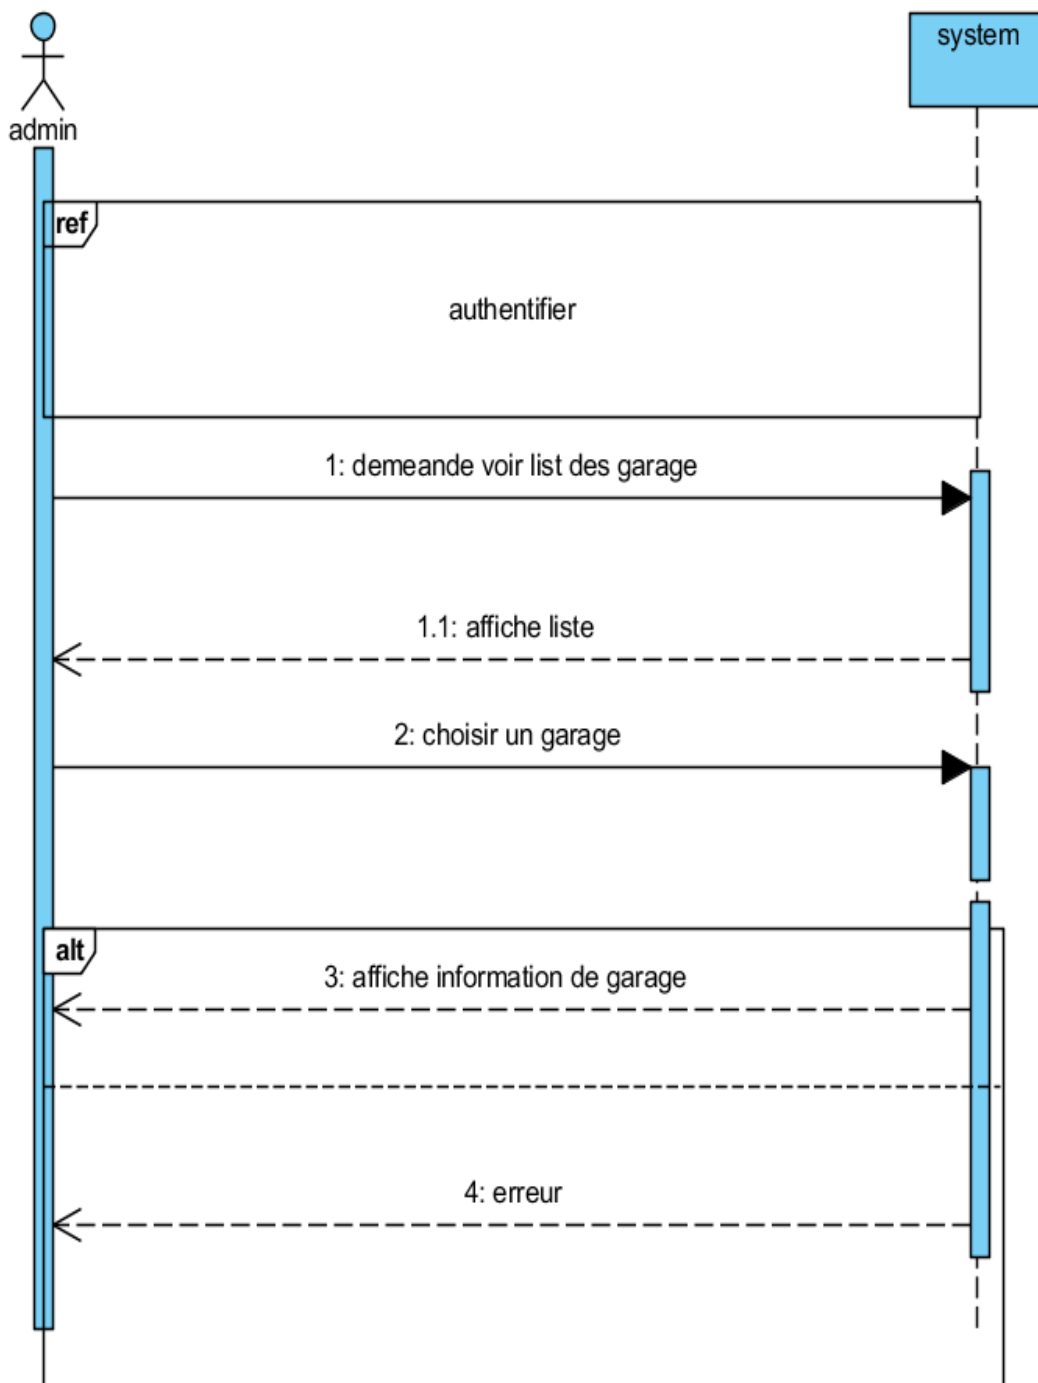 system
admin
ref
authentifier
1: demeande voir list des garage
1.1: affiche liste
2: choisir un garage
alt
3: affiche information de garage
4: erreur